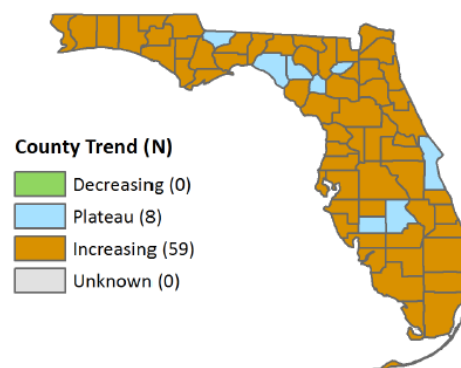 County Trend (N)
Decreasing (0)
Plateau (8)
Increasing (59)
Unknown (0)